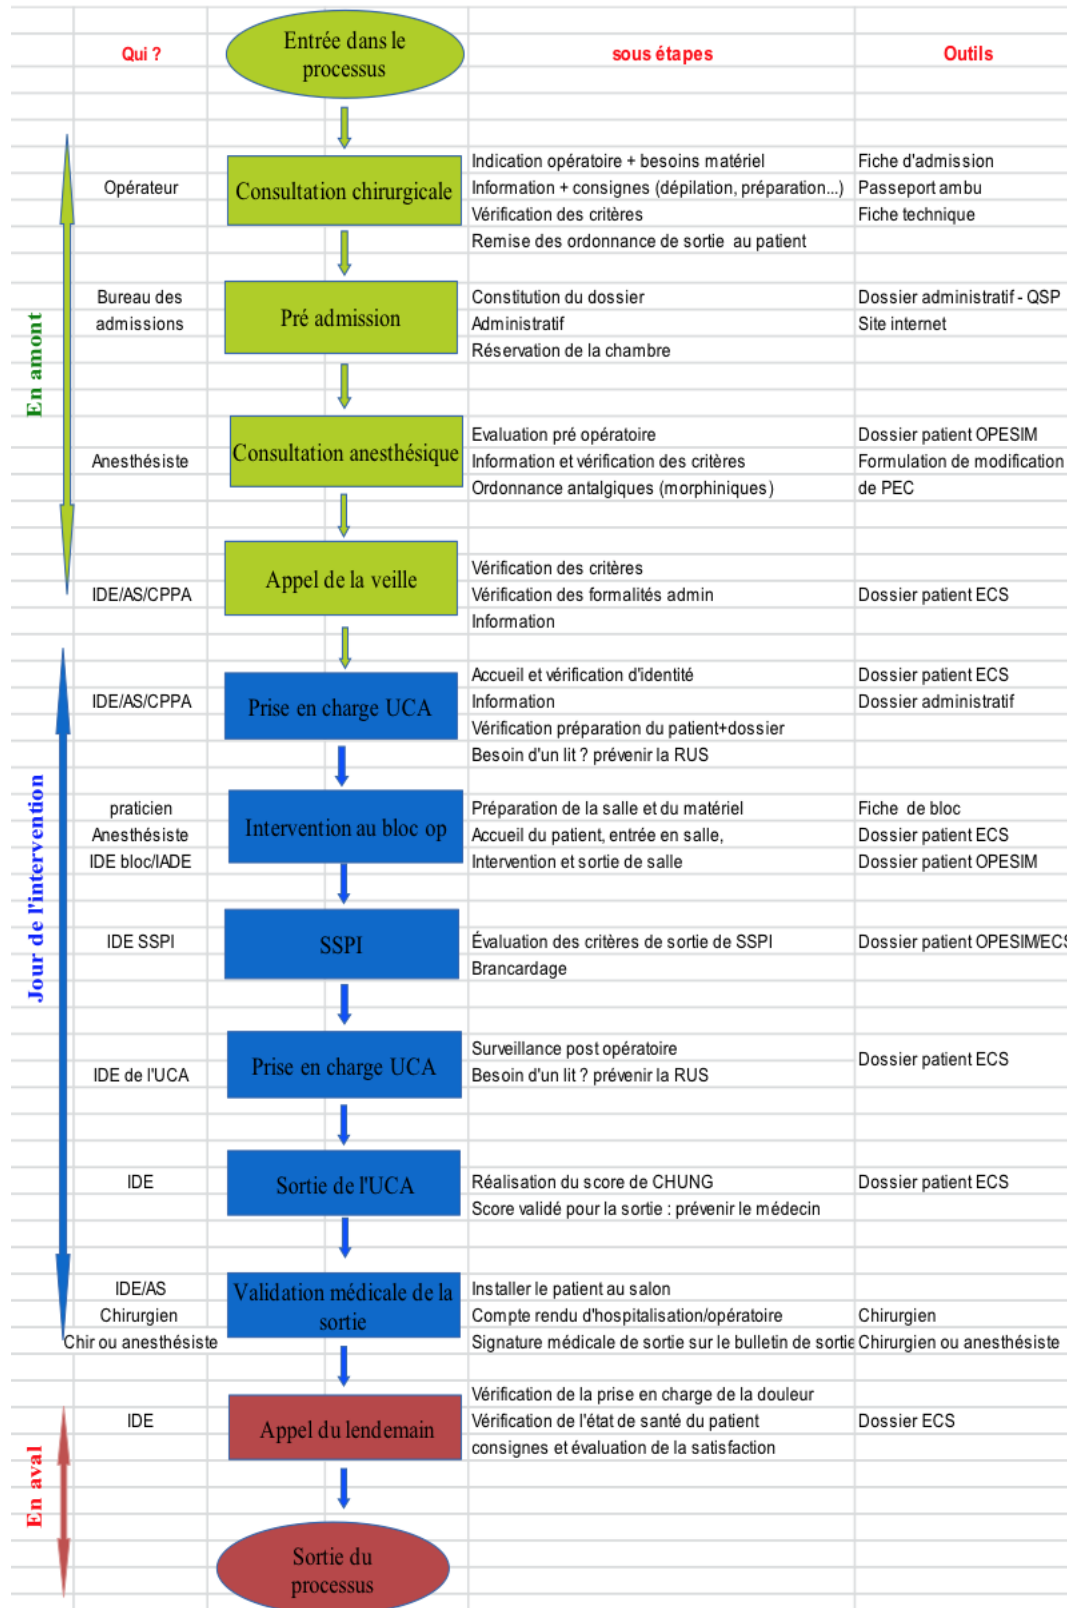 Qui ?
Entrée dans le
processus
sous étapes
Outils
En amont
Opérateur
Consultation chirurgicale
Indication opératoire + besoins matériel
Fiche d'admission
Information + consignes (dépilation, préparation...)
Passeport ambu
Vérification des critères
Fiche technique
Remise des ordonnance de sortie au patient
Bureau des
admissions
Pré admission
Constitution du dossier
Dossier administratif - QSP
Administratif
Site internet
Réservation de la chambre
Anesthésiste
Consultation anesthésique
Evaluation pré opératoire
Dossier patient OPESIM
Information et vérification des critères
Formulation de modification
Ordonnance antalgiques (morphiniques)
de PEC
IDE/AS/CPPA
Appel de la veille
Vérification des critères
Vérification des formalités admin
Dossier patient ECS
Information
Jour de l'intervention
IDE/AS/CPPA
Prise en charge UCA
Accueil et vérification d'identité
Dossier patient ECS
Information
Dossier administratif
Vérification préparation du patient+dossier
Besoin d'un lit ? prévenir la RUS
praticien
Anesthésiste
IDE bloc/IADE
Intervention au bloc op
Préparation de la salle et du matériel
Fiche de bloc
Accueil du patient, entrée en salle,
Dossier patient ECS
Intervention et sortie de salle
Dossier patient OPESIM
IDE SSPI
SSPI
Évaluation des critères de sortie de SSPI
Dossier patient OPESIM/ECS
Brancardage
IDE de l'UCA
Prise en charge UCA
Surveillance post opératoire
Dossier patient ECS
Besoin d'un lit ? prévenir la RUS
IDE
Sortie de l'UCA
Réalisation du score de CHUNG
Dossier patient ECS
Score validé pour la sortie : prévenir le médecin
IDE/AS
Chirurgien
Chir ou anesthésiste
Validation médicale de la
sortie
Installer le patient au salon
Compte rendu d'hospitalisation/opératoire
Chirurgien
Signature médicale de sortie sur le bulletin de sortie
Chirurgien ou anesthésiste
En aval
IDE
Appel du lendemain
Vérification de la prise en charge de la douleur
Vérification de l'état de santé du patient
Dossier ECS
consignes et évaluation de la satisfaction
Sortie du
processus